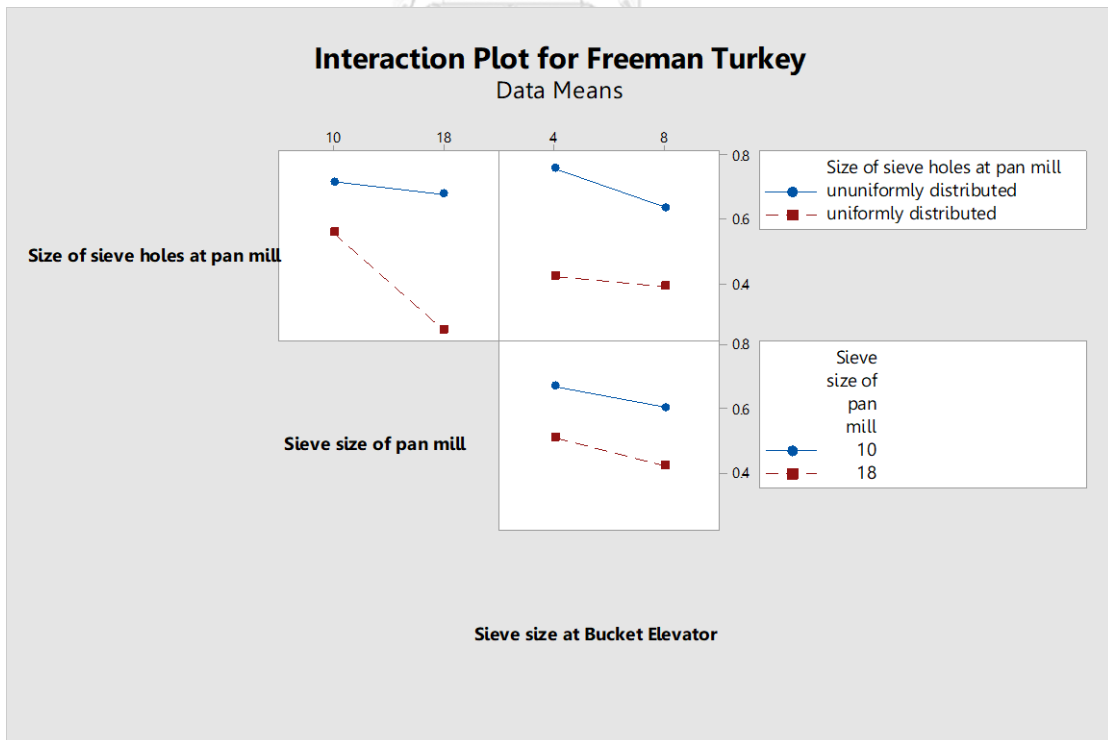 Interaction Plot for Freeman Turkey
Data Means
10 18 4 8
0.8
0.6
0.4
Size of sieve holes at pan mill
Size of sieve holes at pan mill
ununiformly distributed
uniformly distributed
0.8
0.6
0.4
Sieve size of pan mill
Sieve
size of
pan
mill
10
18
Sieve size at Bucket Elevator